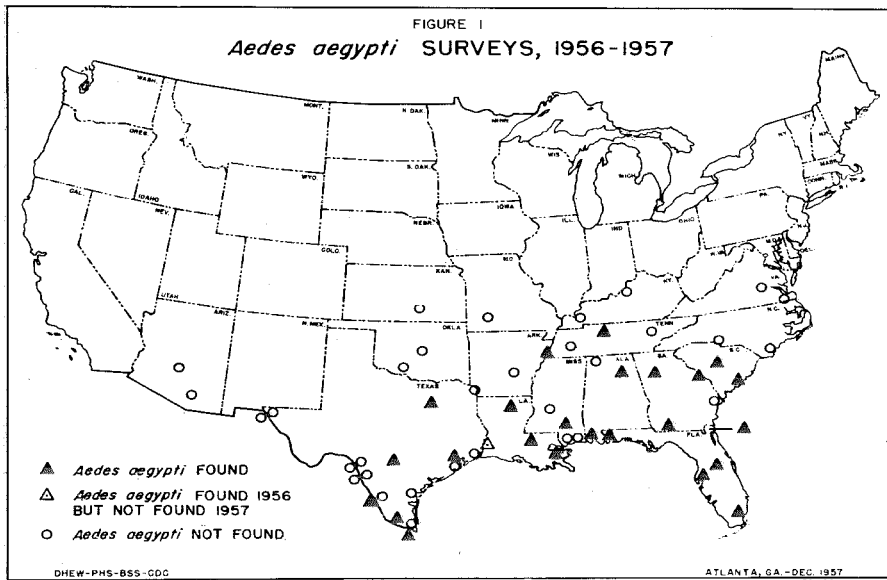 FIGURE 1
Aedes aegypti SURVEYS, 1956-1957
WASH.
MONT.
N. DAK.
MINN.
MAINE
OREG.
IDAHO
WYO.
S. DAK.
WIS.
MICH.
N.Y.
VT.
N.H.
MASS.
CONN.
R.I.
CAL.
NEV.
UTAH
COLO.
NEBR.
IOWA
ILL.
IND
OHIO
PA.
N.J.
MD.
DEL.
W.VA.
VA.
KAN.
MO.
KY.
ARIZ.
N. MEX.
OKLA
ARK.
TENN.
N.C.
S.C.
TEXAS
LA.
MISS
ALA
GA.
FLA.
Aedes aegypti FOUND
Aedes aegypti FOUND 1956
BUT NOT FOUND 1957
Aedes aegypti NOT FOUND
DHEW-PHS-BSS-CDC
ATLANTA, GA.-DEC. 1957